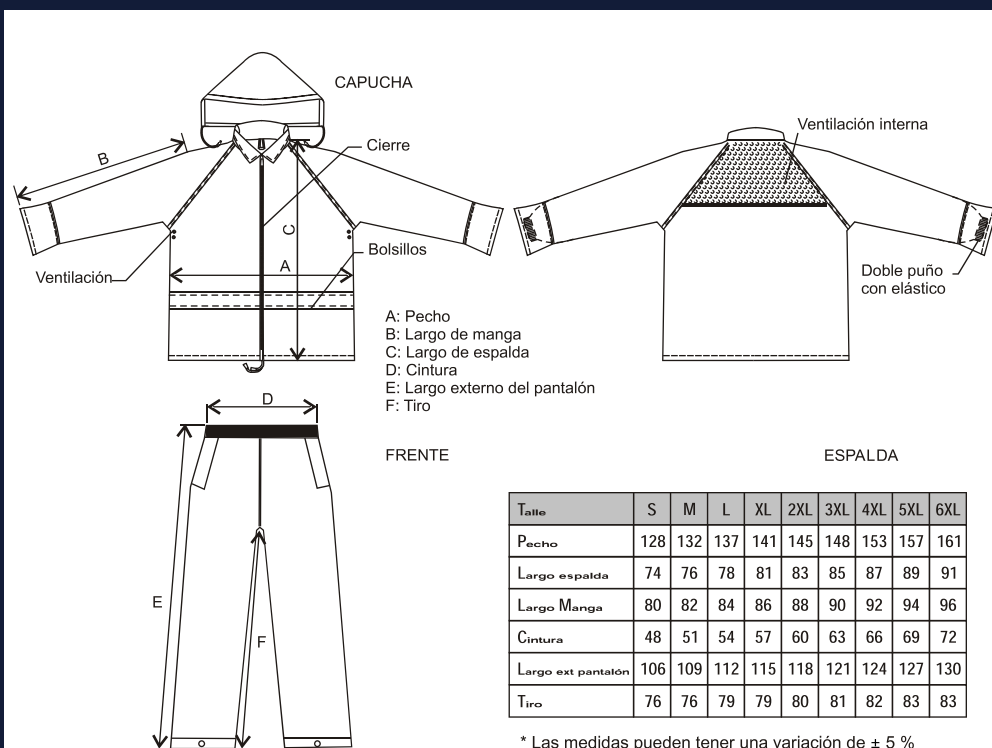 CAPUCHA
Cierre
B
C
A
Bolsillos
Ventilación
Ventilación interna
Doble puño
con elástico
A: Pecho
B: Largo de manga
C: Largo de espalda
D: Cintura
E: Largo externo del pantalón
F: Tiro
D
FRENTE
ESPALDA
E
F
Talle S M L XL 2XL 3XL 4XL 5XL 6XL
Pecho 128 132 137 141 145 148 153 157 161
Largo espalda 74 76 78 81 83 85 87 89 91
Largo Manga 80 82 84 86 88 90 92 94 96
Cintura 48 51 54 57 60 63 66 69 72
Largo ext pantalón 106 109 112 115 118 121 124 127 130
Tiro 76 76 79 79 80 81 82 83 83
* Las medidas pueden tener una variación de ± 5 %